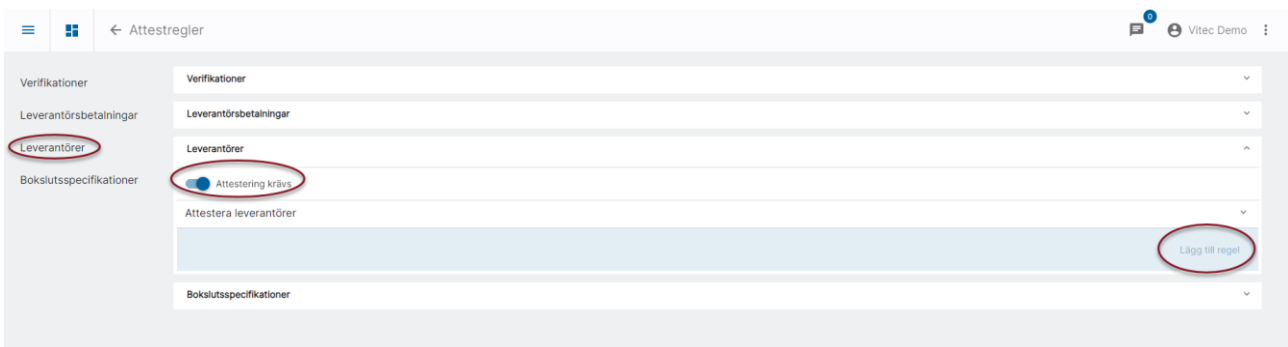 Attestregler
0
Vitec Demo
Verifikationer
Leverantörsbetalningar
Leverantörer
Bokslutsspecifikationer
Verifikationer
Leverantörsbetalningar
Leverantörer
Attestering krävs
Attestera leverantörer
Lägg till regel
Bokslutsspecifikationer